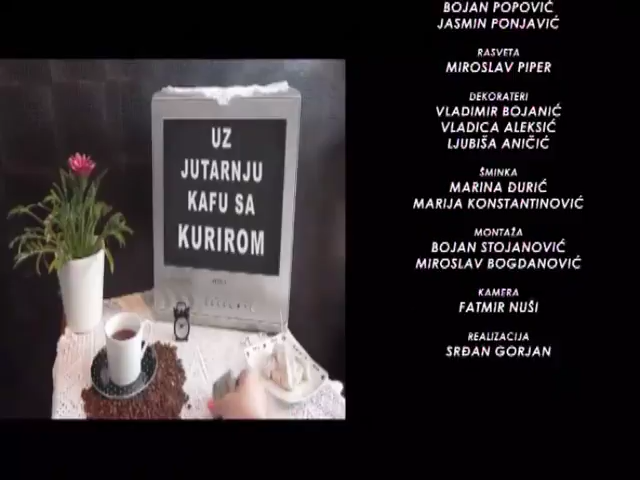 UZ
JUTARNJU
KAFU SA
KURIROM
BOJAN POPOVIĆ
JASMIN PONJAVIĆ
RASVETA
MIROSLAV PIPER
DEKORATERI
VLADIMIR BOJANIĆ
VLADICA ALEKSIĆ
LJUBIŠA ANIČIĆ
ŠMINKA
MARINA ĐURIĆ
MARIJA KONSTANTINOVIĆ
MONTAŽA
BOJAN STOJANOVIĆ
MIROSLAV BOGDANOVIĆ
KAMERA
FATMIR NUŠI
REALIZACIJA
SRĐAN GORJAN